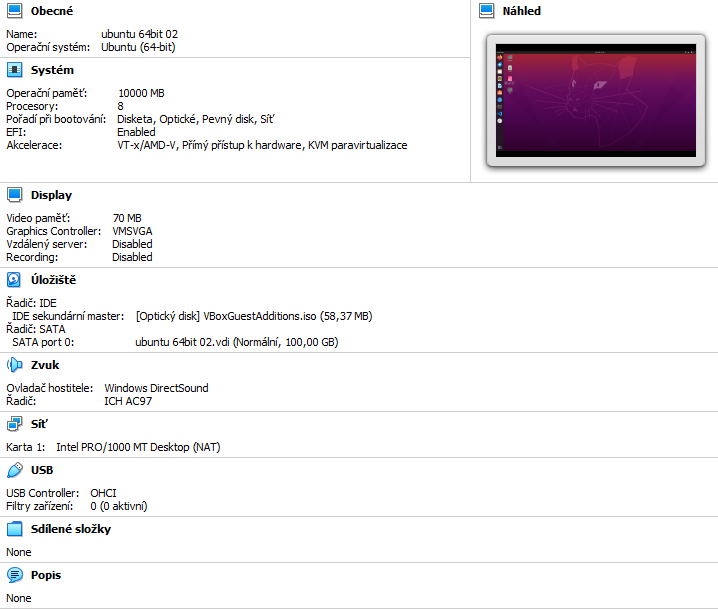 Obecné
Name: ubuntu 64bit 02
Operační systém: Ubuntu (64-bit)
Náhled
Systém
Operační paměť: 10000 MB
Procesory: 8
Pořadí při bootování: Disketa, Optické, Pevný disk, Síť
EFI: Enabled
Akcelerace: VT-x/AMD-V, Přímý přístup k hardware, KVM paravirtualizace
Display
Video paměť: 70 MB
Graphics Controller: VMSVGA
Vzdálený server: Disabled
Recording: Disabled
Úložiště
Řadič: IDE
IDE sekundární master: [Optický disk] VBoxGuestAdditions.iso (58,37 MB)
Řadič: SATA
SATA port 0: ubuntu 64bit 02.vdi (Normální, 100,00 GB)
Zvuk
Ovladač hostitele: Windows DirectSound
Řadič: ICH AC97
Síť
Karta 1: Intel PRO/1000 MT Desktop (NAT)
USB
USB Controller: OHCI
Filtry zařízení: 0 (0 aktivní)
Sdílené složky
None
Popis
None